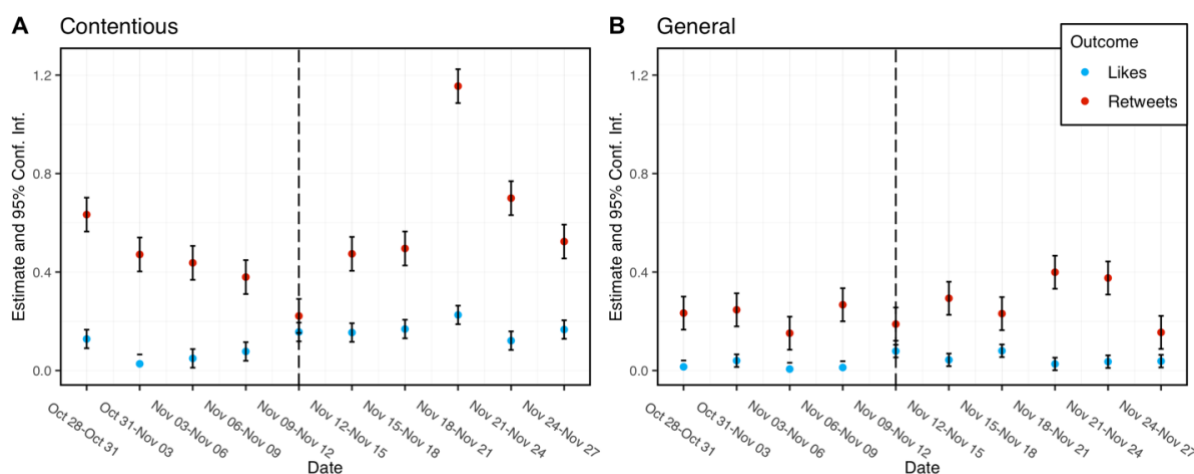 A Contentious
B General
Outcome
Likes
Retweets
Estimate and 95% Conf. Inf.
1.2
0.8
0.4
0.0
Oct 28-Oct 31
Oct 31-Nov 03
Nov 03-Nov 06
Nov 06-Nov 09
Nov 09-Nov 12
Nov 12-Nov 15
Nov 15-Nov 18
Nov 18-Nov 21
Nov 21-Nov 24
Nov 24-Nov 27
Date
Estimate and 95% Conf. Inf.
1.2
0.8
0.4
0.0
Oct 28-Oct 31
Oct 31-Nov 03
Nov 03-Nov 06
Nov 06-Nov 09
Nov 09-Nov 12
Nov 12-Nov 15
Nov 15-Nov 18
Nov 18-Nov 21
Nov 21-Nov 24
Nov 24-Nov 27
Date